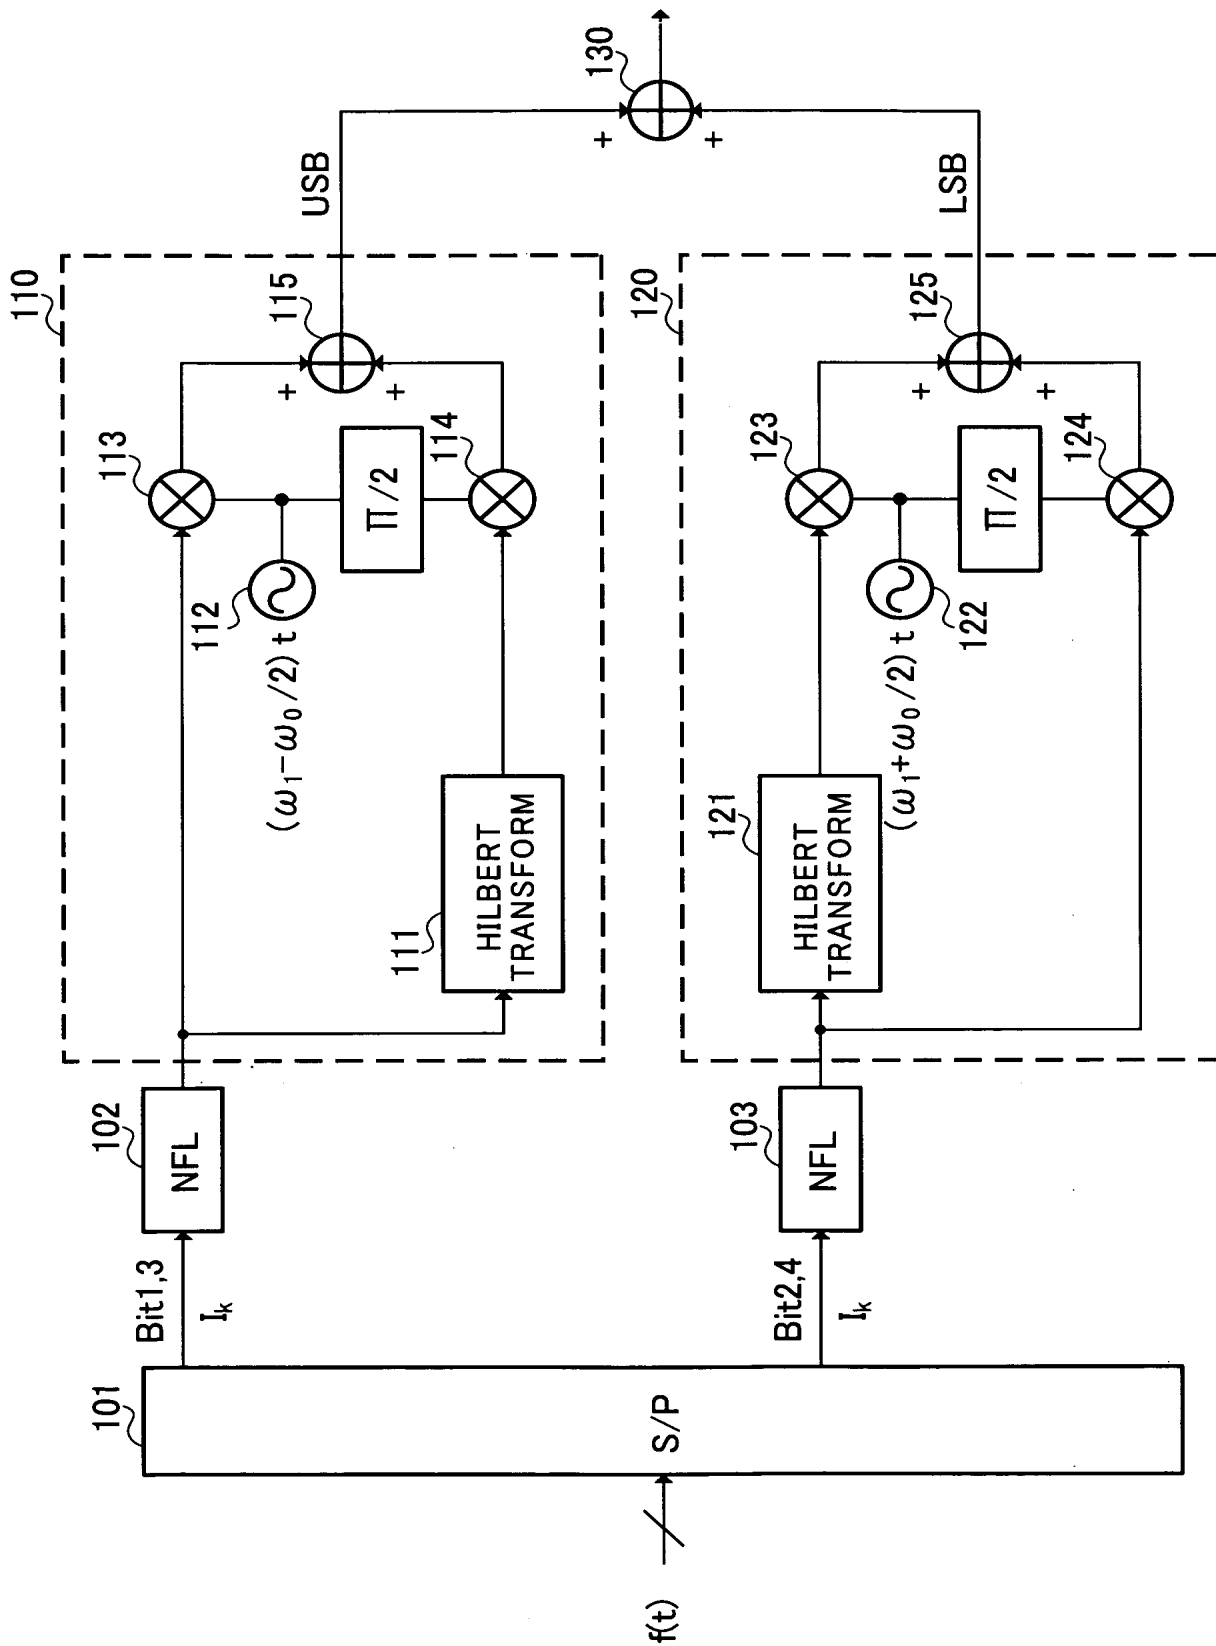 f(t)
101
S/P
Bit1,3
Iₖ
102
NFL
110
111
HILBERT
TRANSFORM
112
(ω₁−ω₀/2) t
113
Π/2
114
115
+
+
USB
Bit2,4
Iₖ
103
NFL
120
121
HILBERT
TRANSFORM
122
(ω₁+ω₀/2) t
123
Π/2
124
125
+
+
LSB
130
+
+